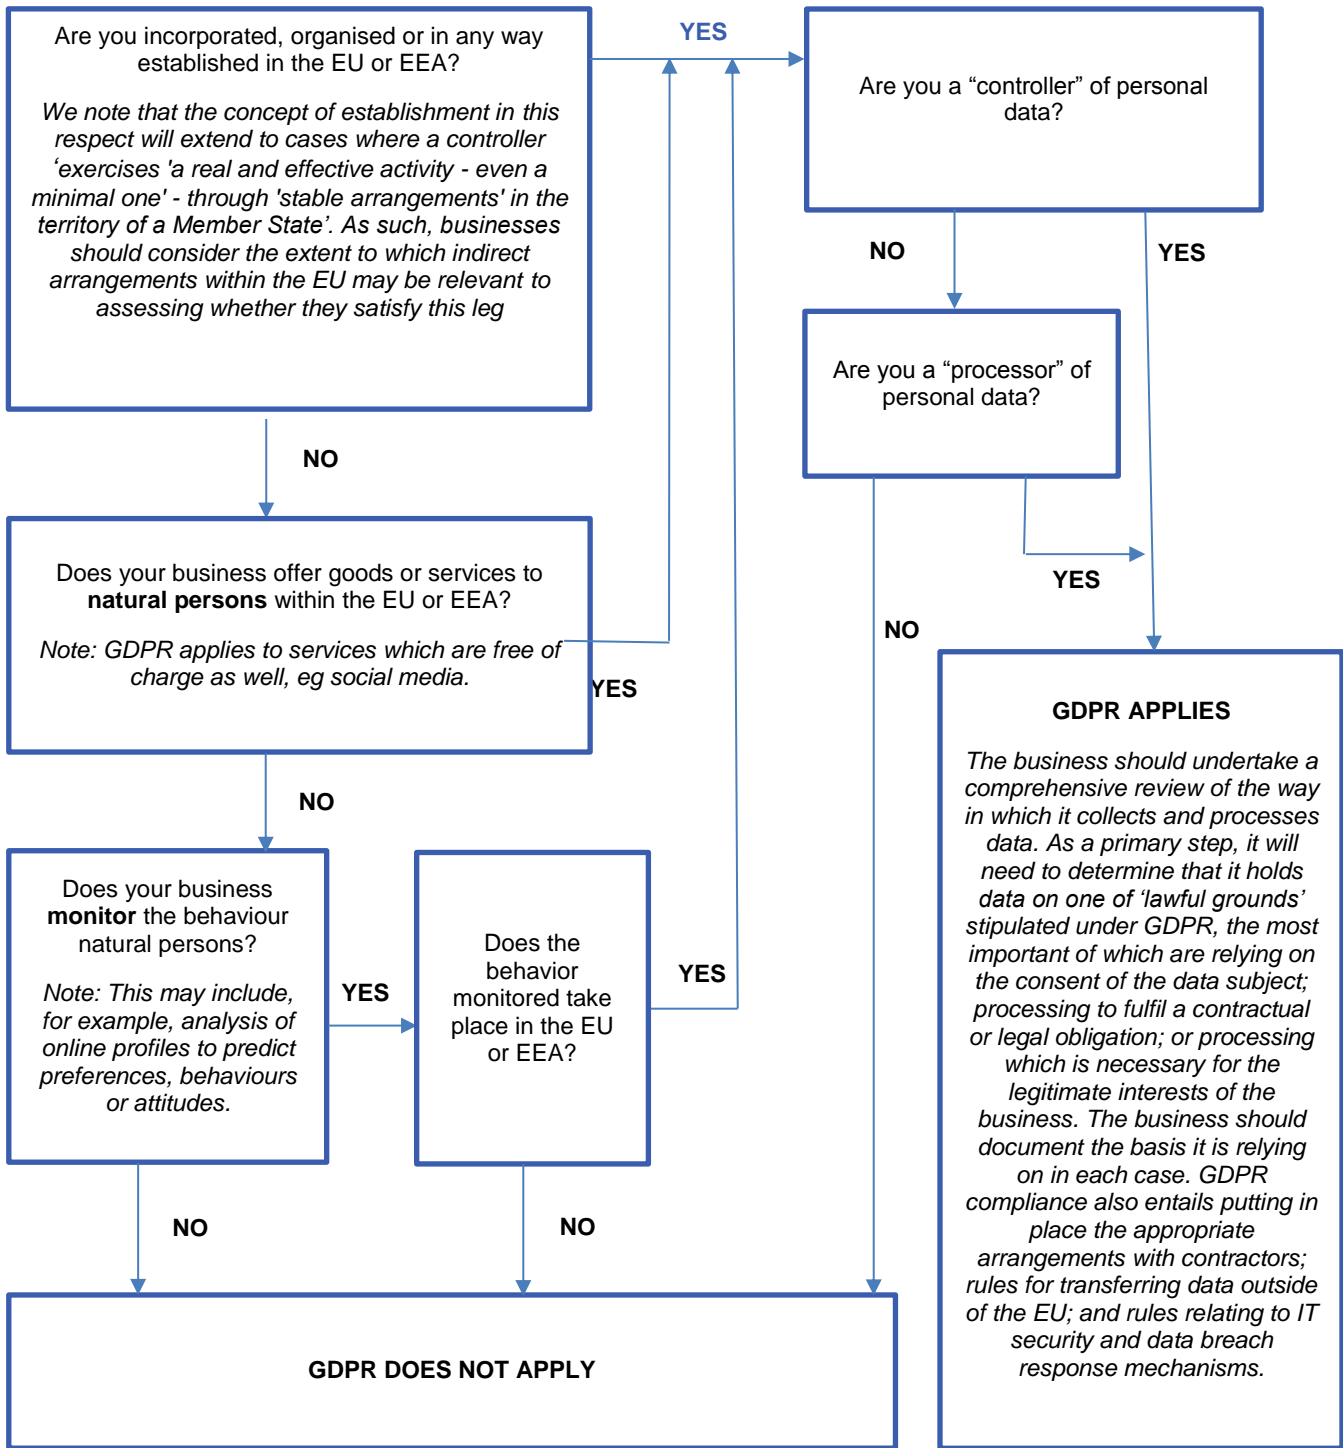 Are you incorporated, organised or in any way
established in the EU or EEA?
We note that the concept of establishment in this
respect will extend to cases where a controller
‘exercises 'a real and effective activity - even a
minimal one' - through 'stable arrangements' in the
territory of a Member State’. As such, businesses
should consider the extent to which indirect
arrangements within the EU may be relevant to
assessing whether they satisfy this leg
YES
Are you a “controller” of personal
data?
NO
YES
Are you a “processor” of
personal data?
NO
Does your business offer goods or services to
natural persons within the EU or EEA?
Note: GDPR applies to services which are free of
charge as well, eg social media.
YES
YES
NO
NO
Does your business
monitor the behaviour
natural persons?
Note: This may include,
for example, analysis of
online profiles to predict
preferences, behaviours
or attitudes.
YES
Does the
behavior
monitored take
place in the EU
or EEA?
YES
NO
NO
GDPR DOES NOT APPLY
GDPR APPLIES
The business should undertake a
comprehensive review of the way
in which it collects and processes
data. As a primary step, it will
need to determine that it holds
data on one of ‘lawful grounds’
stipulated under GDPR, the most
important of which are relying on
the consent of the data subject;
processing to fulfil a contractual
or legal obligation; or processing
which is necessary for the
legitimate interests of the
business. The business should
document the basis it is relying
on in each case. GDPR
compliance also entails putting in
place the appropriate
arrangements with contractors;
rules for transferring data outside
of the EU; and rules relating to IT
security and data breach
response mechanisms.